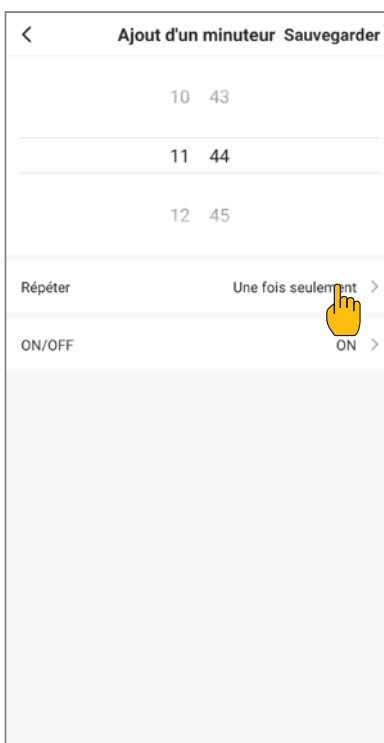 Ajout d'un minuteur Sauvegarder
10 43
11 44
12 45
Répéter Une fois seulement
ON/OFF ON